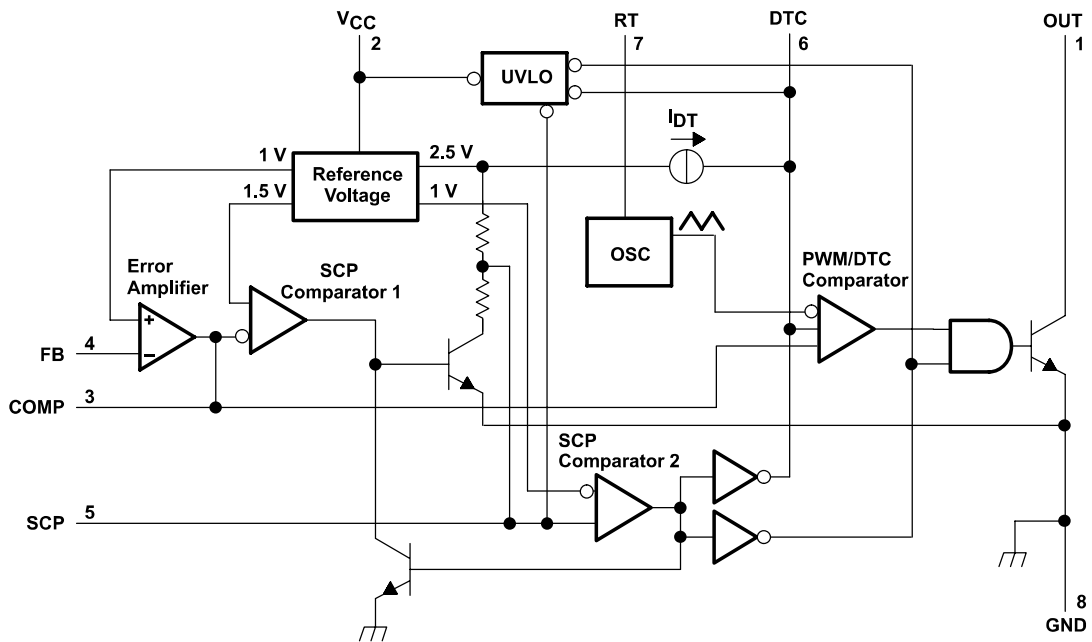 VCC
2
RT
7
DTC
6
OUT
1
UVLO
IDT
1 V
2.5 V
Reference
Voltage
1.5 V
1 V
OSC
Error
Amplifier
SCP
Comparator 1
PWM/DTC
Comparator
+
−
FB
4
COMP
3
SCP
Comparator 2
SCP
5
8
GND